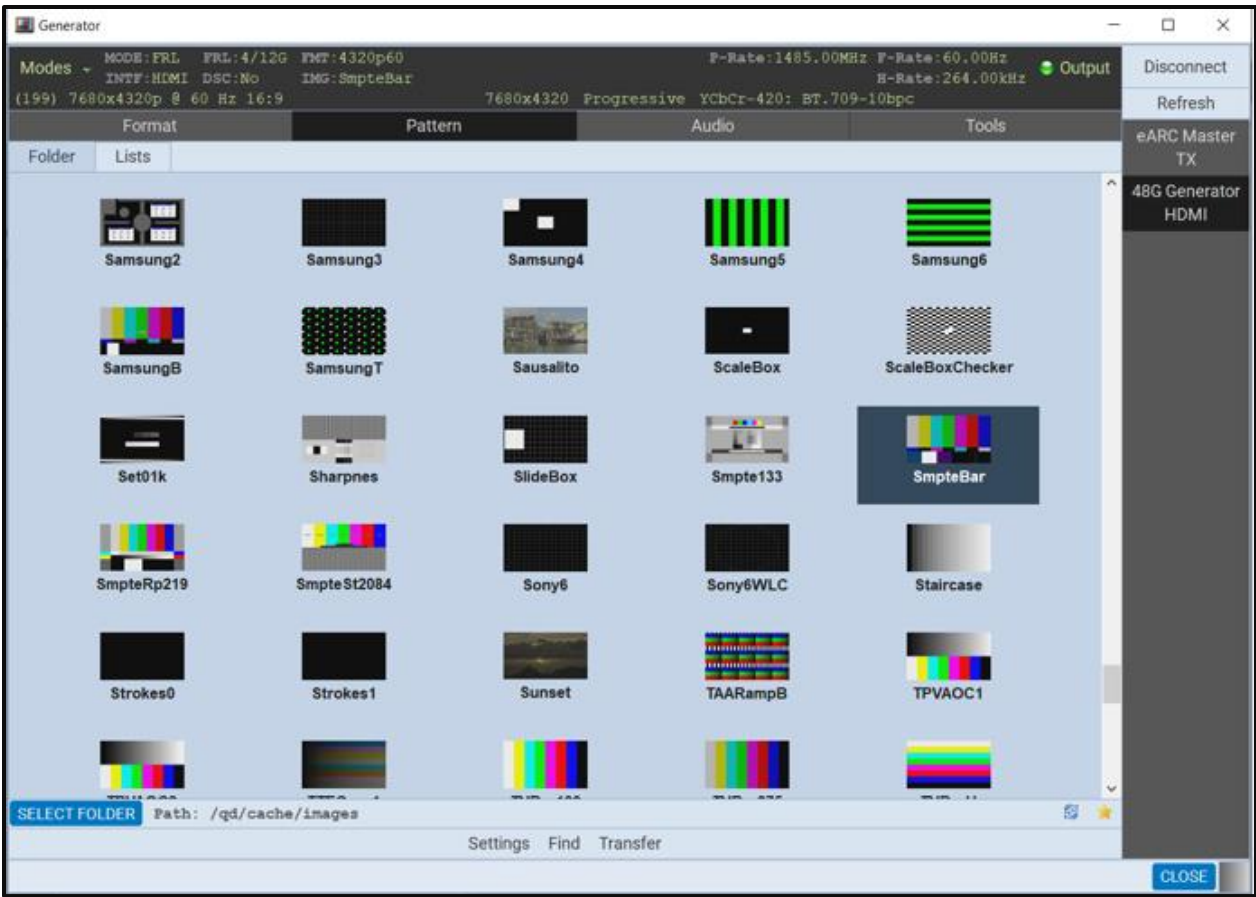 Generator
Modes MODE:FRL FRL:4/12G FMT:4320p60 P-Rate:1485.00MHz F-Rate:60.00Hz Output
INTF:HDMI DSC:No IMG:SmpteBar H-Rate:264.00kHz
(199) 7680x4320p @ 60 Hz 16:9 7680x4320 Progressive YCbCr-420: BT.709-10bpc
Disconnect
Refresh
eARC Master
TX
48G Generator
HDMI
Format Pattern Audio Tools
Folder Lists
Samsung2 Samsung3 Samsung4 Samsung5 Samsung6
SamsungB SamsungT Sausalito ScaleBox ScaleBoxChecker
Set01k Sharpnes SlideBox Smpte133 SmpteBar
SmpteRp219 SmpteSt2084 Sony6 Sony6WLC Staircase
Strokes0 Strokes1 Sunset TAARampB TPVAOC1
SELECT FOLDER Path: /qd/cache/images
Settings Find Transfer
CLOSE